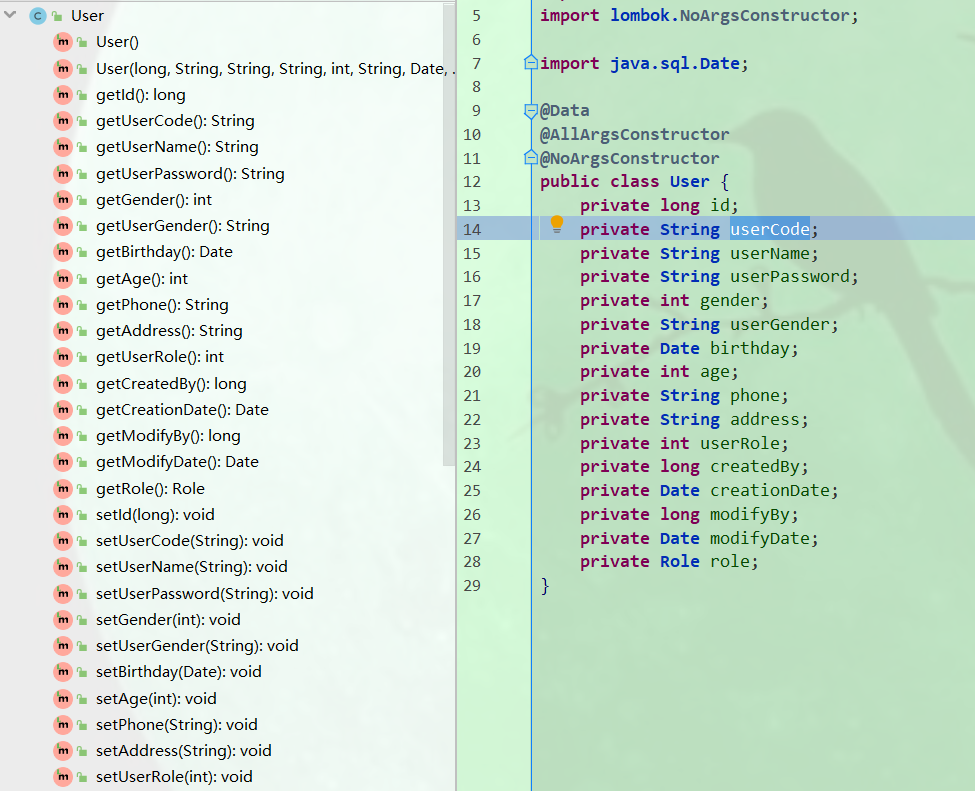 User
User()
User(long, String, String, String, int, String, Date, .
getId(): long
getUserCode(): String
getUserName(): String
getUserPassword(): String
getGender(): int
getUserGender(): String
getBirthday(): Date
getAge(): int
getPhone(): String
getAddress(): String
getUserRole(): int
getCreatedBy(): long
getCreationDate(): Date
getModifyBy(): long
getModifyDate(): Date
getRole(): Role
setId(long): void
setUserCode(String): void
setUserName(String): void
setUserPassword(String): void
setGender(int): void
setUserGender(String): void
setBirthday(Date): void
setAge(int): void
setPhone(String): void
setAddress(String): void
setUserRole(int): void
5 import lombok.NoArgsConstructor;
6
7 import java.sql.Date;
8
9 @Data
10 @AllArgsConstructor
11 @NoArgsConstructor
12 public class User {
13 private long id;
14 private String userCode;
15 private String userName;
16 private String userPassword;
17 private int gender;
18 private String userGender;
19 private Date birthday;
20 private int age;
21 private String phone;
22 private String address;
23 private int userRole;
24 private long createdBy;
25 private Date creationDate;
26 private long modifyBy;
27 private Date modifyDate;
28 private Role role;
29 }